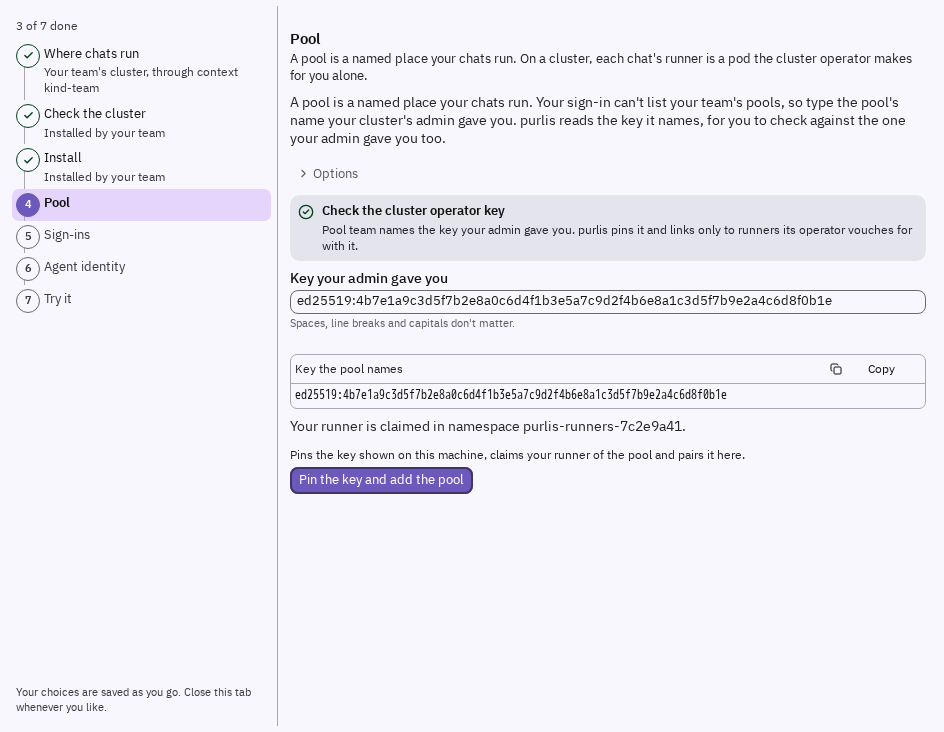 3 of 7 done
Where chats run
Your team's cluster, through context
kind-team
Check the cluster
Installed by your team
Install
Installed by your team
4 Pool
5 Sign-ins
6 Agent identity
7 Try it
Your choices are saved as you go. Close this tab
whenever you like.
Pool
A pool is a named place your chats run. On a cluster, each chat's runner is a pod the cluster operator makes
for you alone.
A pool is a named place your chats run. Your sign-in can't list your team's pools, so type the pool's
name your cluster's admin gave you. purlis reads the key it names, for you to check against the one
your admin gave you too.
Options
Check the cluster operator key
Pool team names the key your admin gave you. purlis pins it and links only to runners its operator vouches for
with it.
Key your admin gave you
ed25519:4b7e1a9c3d5f7b2e8a0c6d4f1b3e5a7c9d2f4b6e8a1c3d5f7b9e2a4c6d8f0b1e
Spaces, line breaks and capitals don't matter.
Key the pool names
Copy
ed25519:4b7e1a9c3d5f7b2e8a0c6d4f1b3e5a7c9d2f4b6e8a1c3d5f7b9e2a4c6d8f0b1e
Your runner is claimed in namespace purlis-runners-7c2e9a41.
Pins the key shown on this machine, claims your runner of the pool and pairs it here.
Pin the key and add the pool